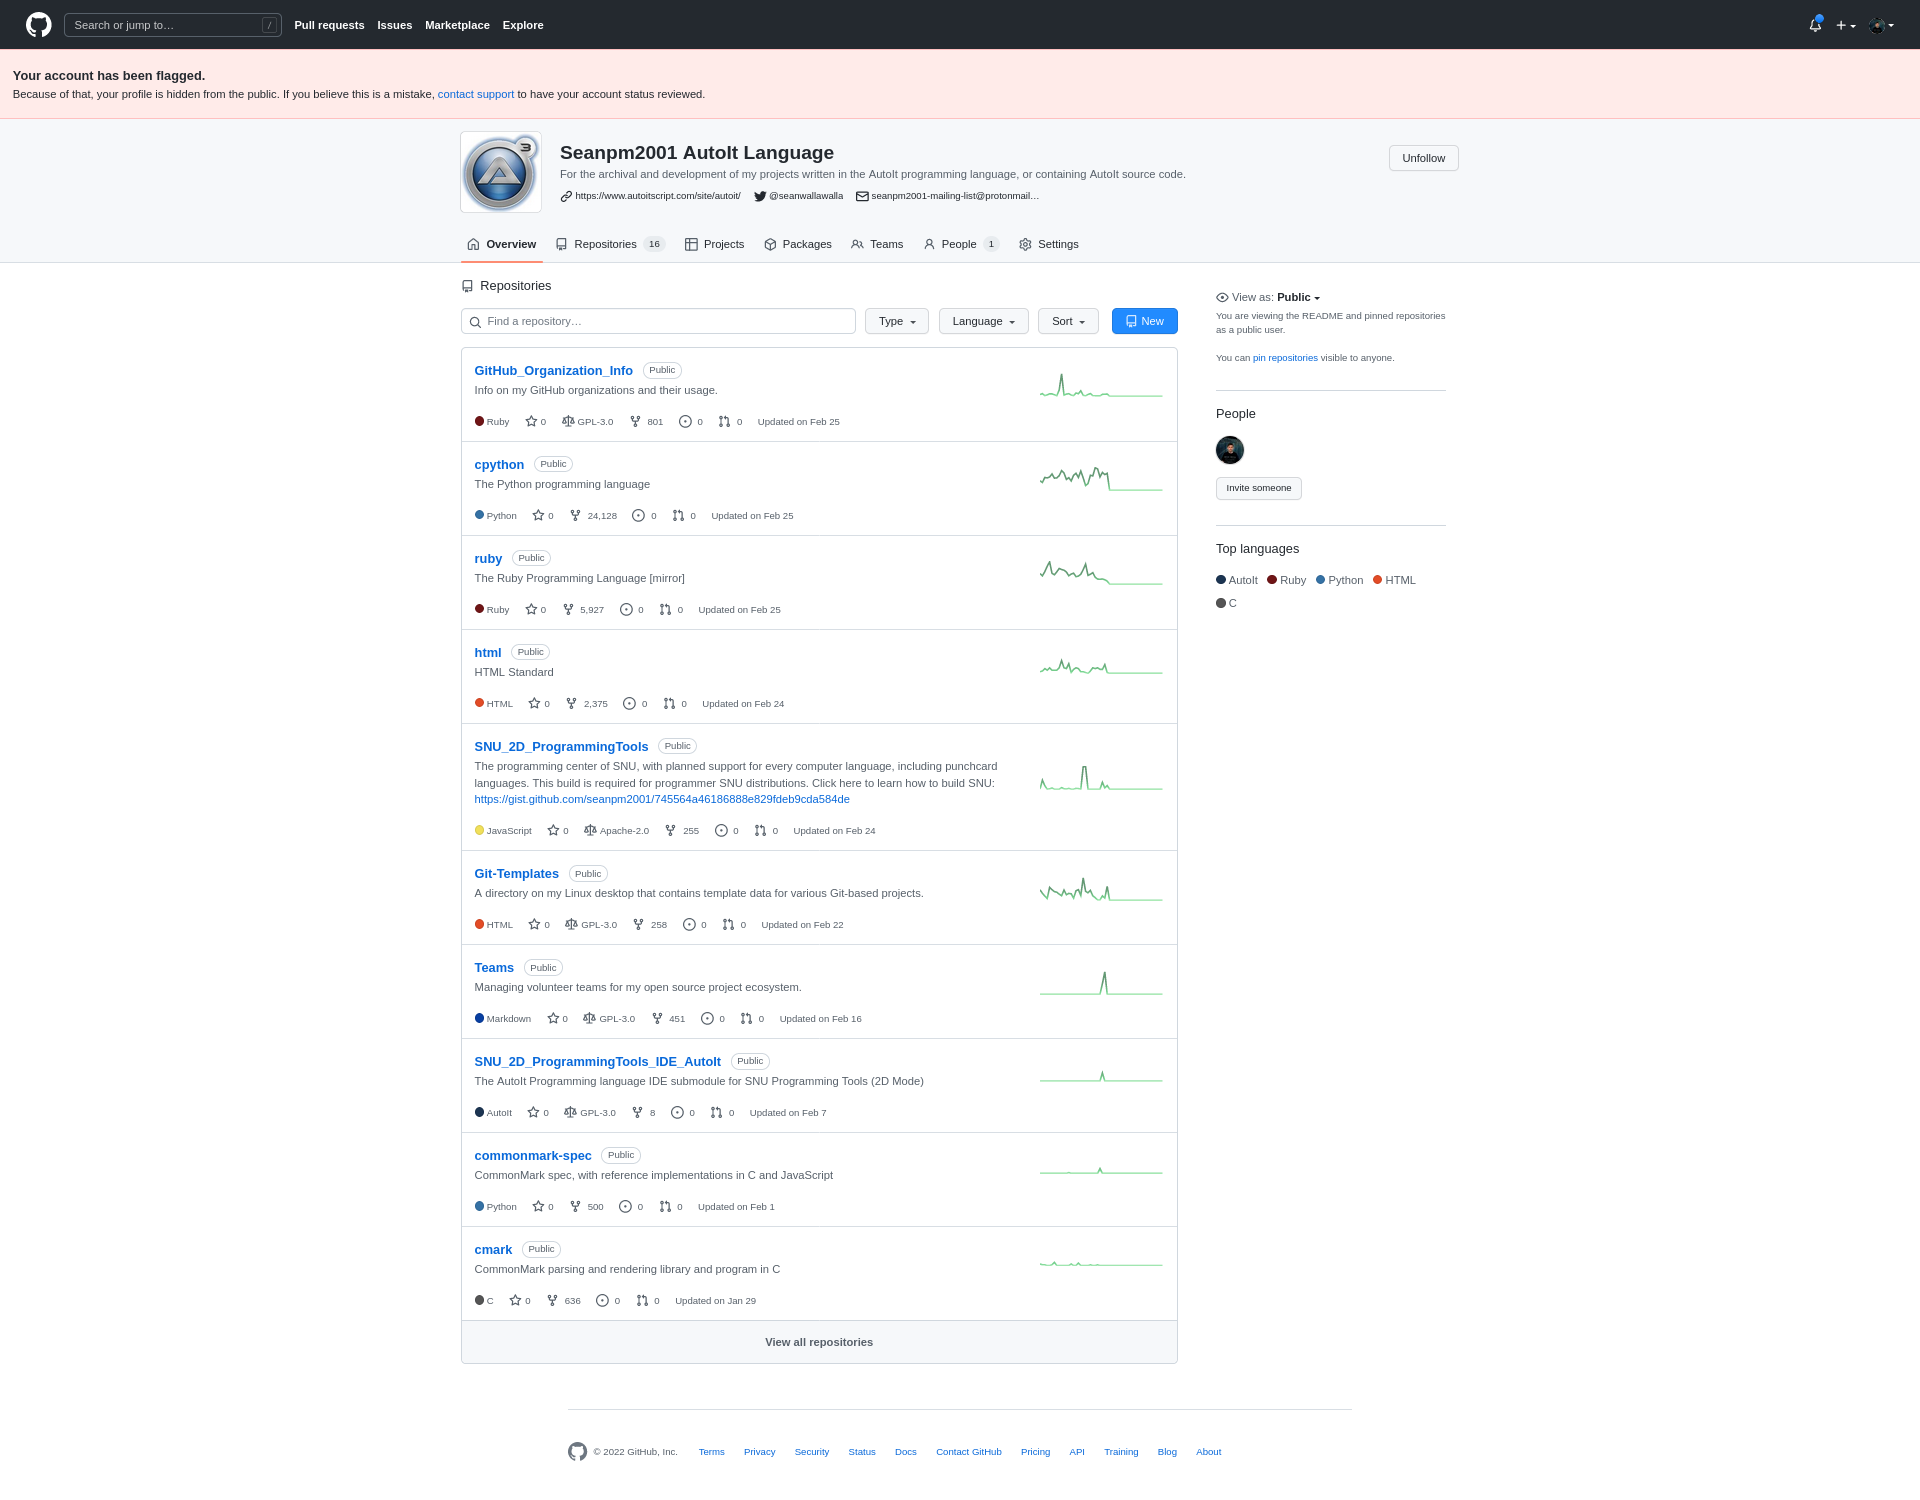 Search or jump to… /
Pull requests Issues Marketplace Explore
Your account has been flagged.
Because of that, your profile is hidden from the public. If you believe this is a mistake, contact support to have your account status reviewed.
3
Seanpm2001 AutoIt Language
For the archival and development of my projects written in the AutoIt programming language, or containing AutoIt source code.
https://www.autoitscript.com/site/autoit/ @seanwallawalla seanpm2001-mailing-list@protonmail…
Unfollow
Overview Repositories 16 Projects Packages Teams People 1 Settings
Repositories
Find a repository… Type Language Sort New
GitHub_Organization_Info Public
Info on my GitHub organizations and their usage.
Ruby 0 GPL-3.0 801 0 0 Updated on Feb 25
cpython Public
The Python programming language
Python 0 24,128 0 0 Updated on Feb 25
ruby Public
The Ruby Programming Language [mirror]
Ruby 0 5,927 0 0 Updated on Feb 25
html Public
HTML Standard
HTML 0 2,375 0 0 Updated on Feb 24
SNU_2D_ProgrammingTools Public
The programming center of SNU, with planned support for every computer language, including punchcard
languages. This build is required for programmer SNU distributions. Click here to learn how to build SNU:
https://gist.github.com/seanpm2001/745564a46186888e829fdeb9cda584de
JavaScript 0 Apache-2.0 255 0 0 Updated on Feb 24
Git-Templates Public
A directory on my Linux desktop that contains template data for various Git-based projects.
HTML 0 GPL-3.0 258 0 0 Updated on Feb 22
Teams Public
Managing volunteer teams for my open source project ecosystem.
Markdown 0 GPL-3.0 451 0 0 Updated on Feb 16
SNU_2D_ProgrammingTools_IDE_AutoIt Public
The AutoIt Programming language IDE submodule for SNU Programming Tools (2D Mode)
AutoIt 0 GPL-3.0 8 0 0 Updated on Feb 7
commonmark-spec Public
CommonMark spec, with reference implementations in C and JavaScript
Python 0 500 0 0 Updated on Feb 1
cmark Public
CommonMark parsing and rendering library and program in C
C 0 636 0 0 Updated on Jan 29
View all repositories
View as: Public
You are viewing the README and pinned repositories
as a public user.
You can pin repositories visible to anyone.
People
Invite someone
Top languages
AutoIt Ruby Python HTML
C
© 2022 GitHub, Inc. Terms Privacy Security Status Docs Contact GitHub Pricing API Training Blog About